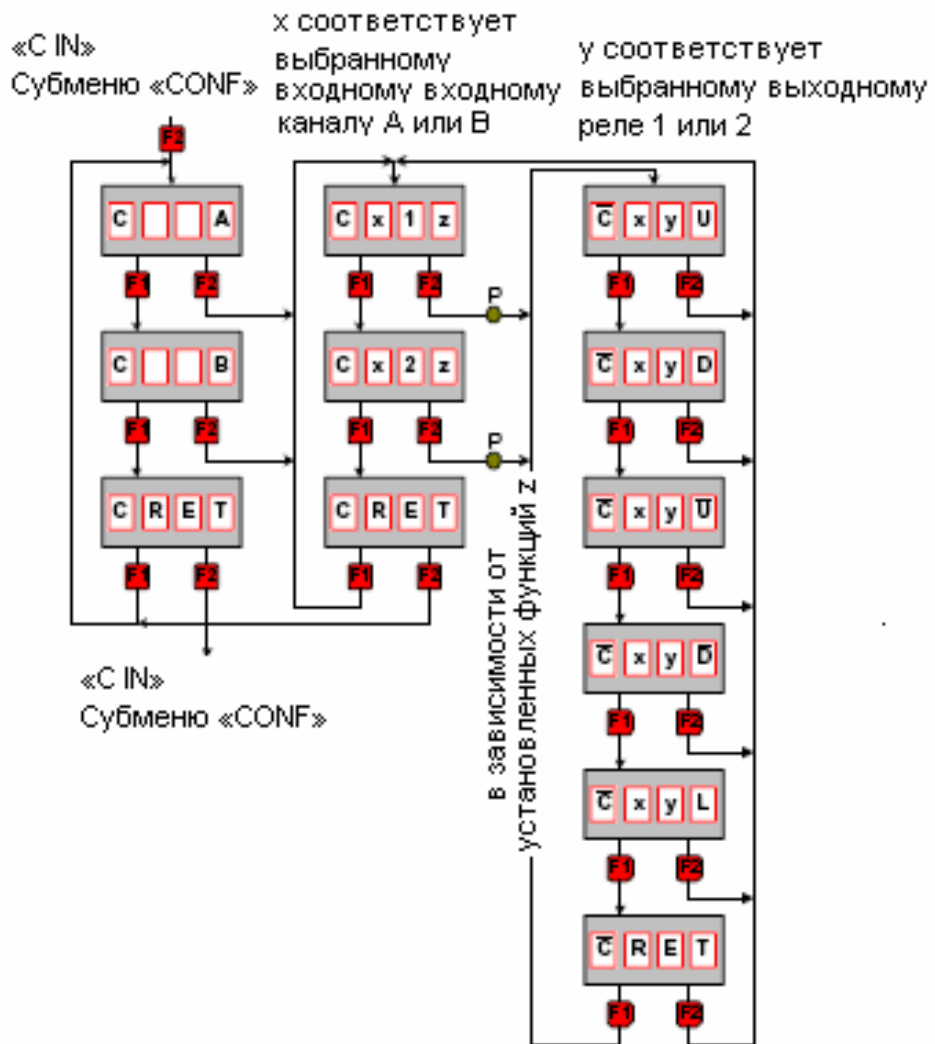 «C IN»
Субменю «CONF»
x соответствует
выбранному
входному входному
каналу А или В
y соответствует
выбранному выходному
реле 1 или 2
F2
C A
F1 F2
C B
F1 F2
C R E T
F1 F2
«C IN»
Субменю «CONF»
C x 1 z
F1 F2
P
C x 2 z
F1 F2
P
C R E T
F1 F2
в зависимости от
установленных функций z
C̅ x y U
F1 F2
C̅ x y D
F1 F2
C̅ x y U̅
F1 F2
C̅ x y D̅
F1 F2
C̅ x y L
F1 F2
C̅ R E T
F1 F2